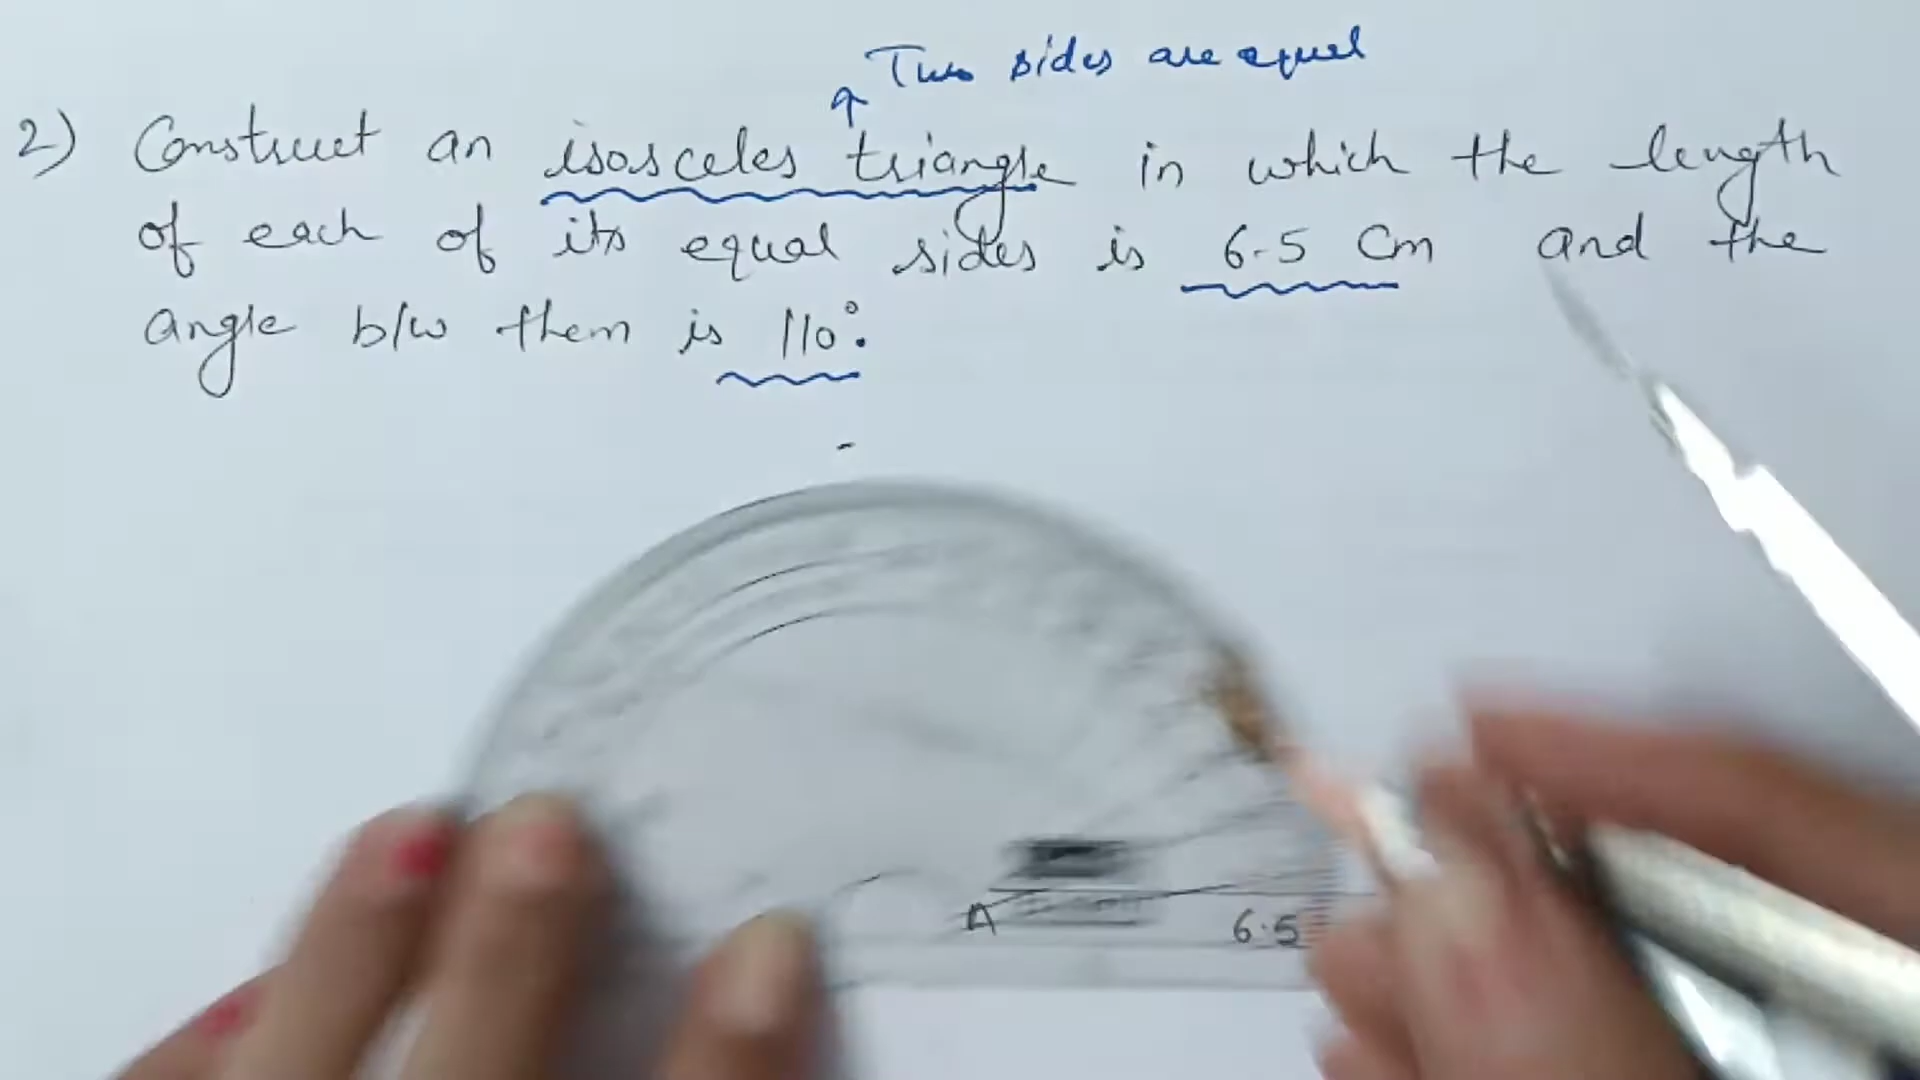 Two sides are equal
2) Construct an isosceles triangle in which the length
of each of its equal sides is 6.5 Cm and the
angle b/w them is 110°.
A
6.5